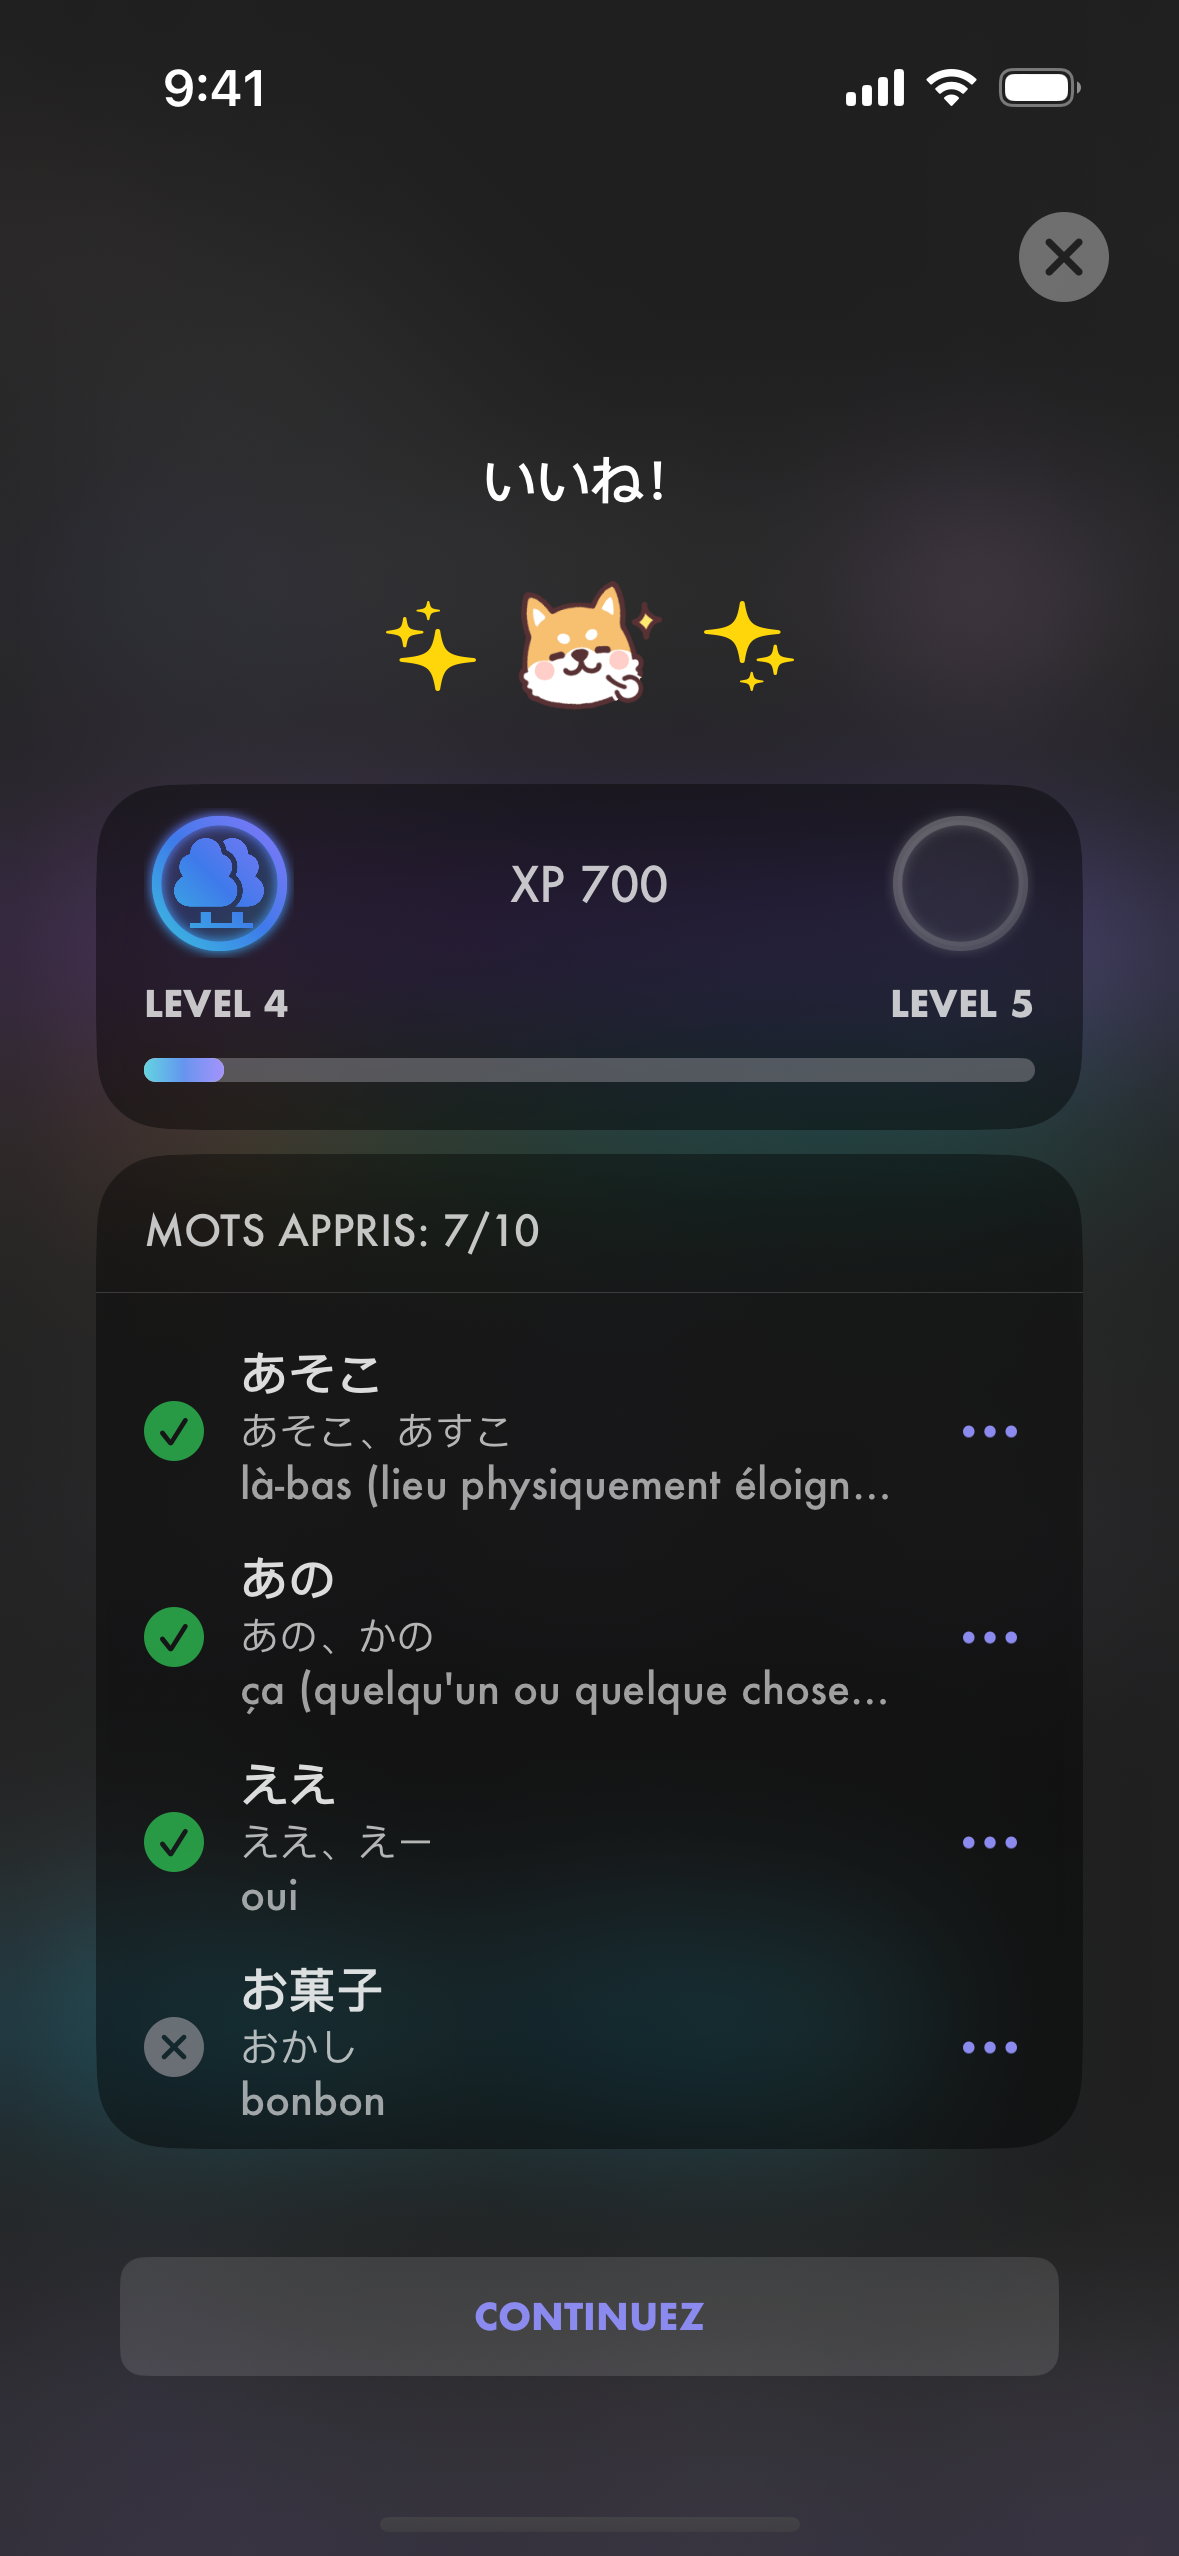 9:41
いいね!
XP 700
LEVEL 4
LEVEL 5
MOTS APPRIS: 7/10
あそこ
あそこ、あすこ
là-bas (lieu physiquement éloign...
あの
あの、かの
ça (quelqu'un ou quelque chose...
ええ
ええ、えー
oui
お菓子
おかし
bonbon
CONTINUEZ